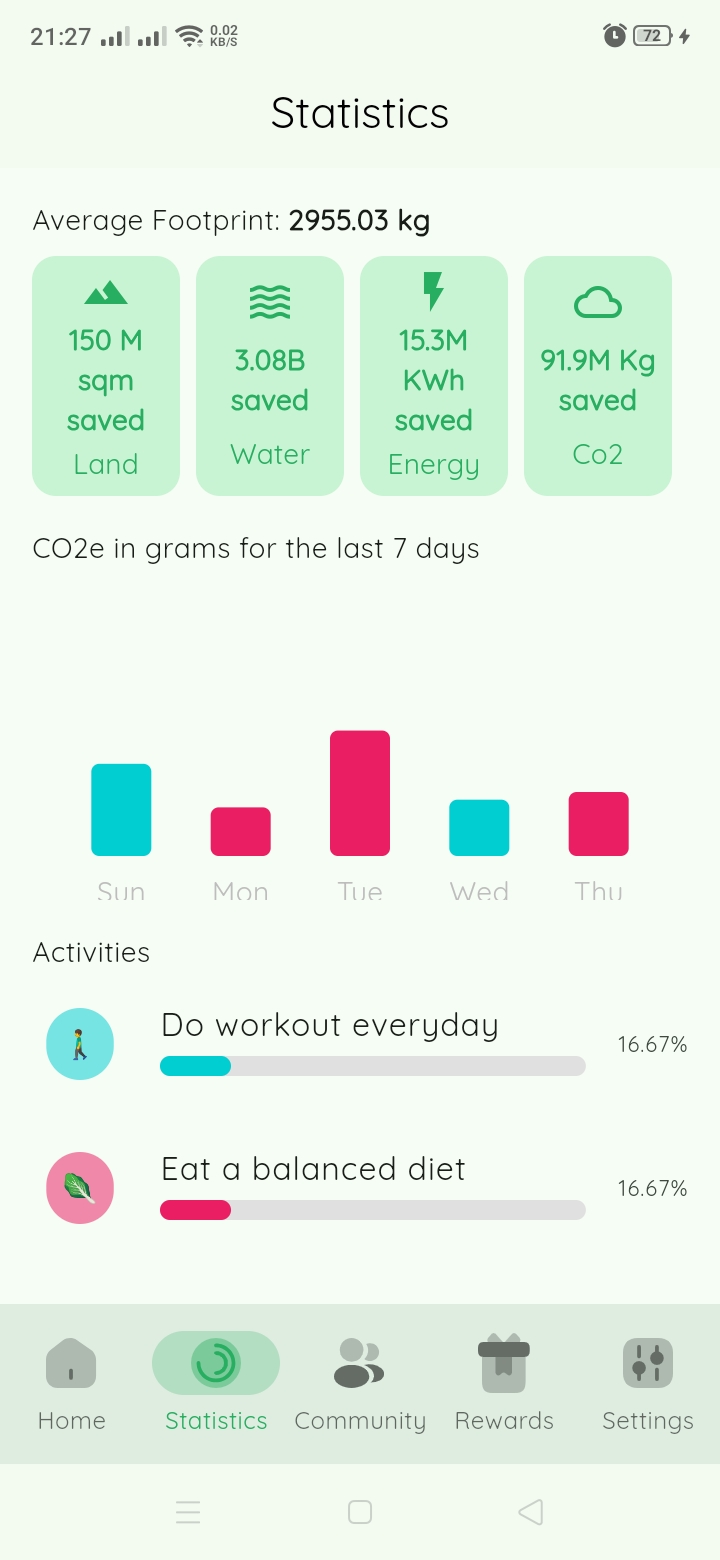 21:27 0.02 KB/S 72
Statistics
Average Footprint: 2955.03 kg
150 M
sqm
saved
Land
3.08B
saved
Water
15.3M
KWh
saved
Energy
91.9M Kg
saved
Co2
CO2e in grams for the last 7 days
Sun Mon Tue Wed Thu
Activities
Do workout everyday
16.67%
Eat a balanced diet
16.67%
Home Statistics Community Rewards Settings